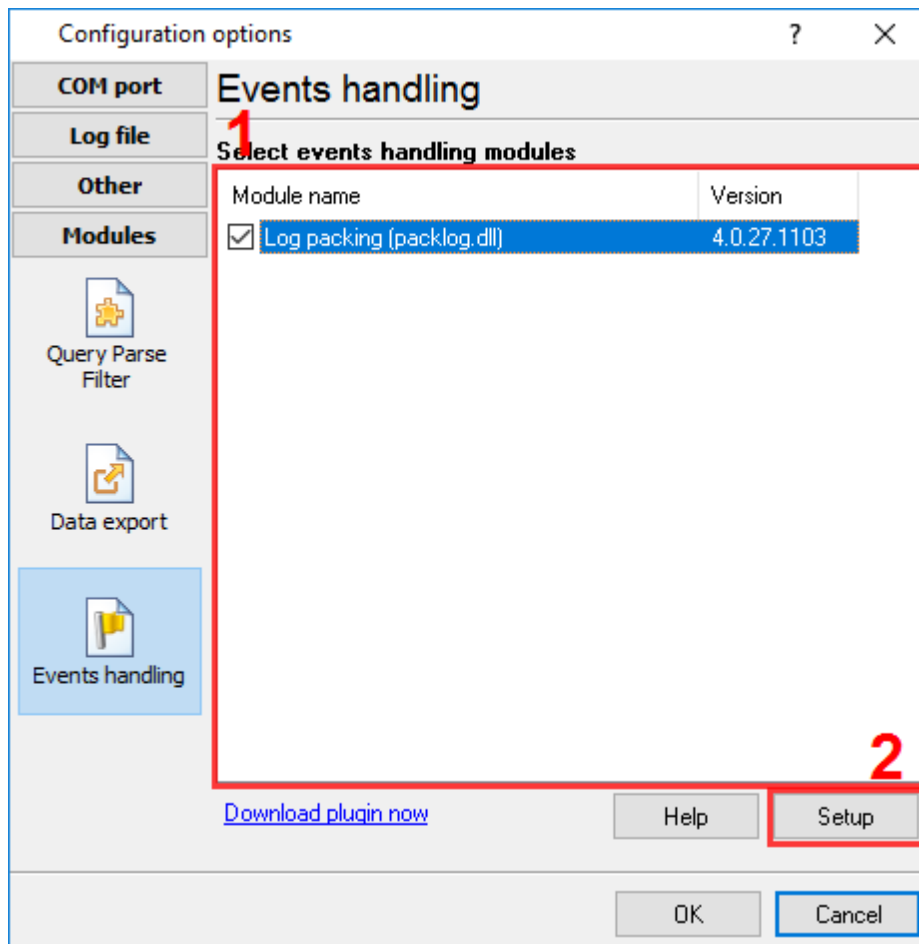 Configuration options
?
COM port
Log file
Other
Modules
Query Parse
Filter
Data export
Events handling
Events handling
1
Select events handling modules
Module name Version
Log packing (packlog.dll) 4.0.27.1103
2
Download plugin now
Help
Setup
OK
Cancel